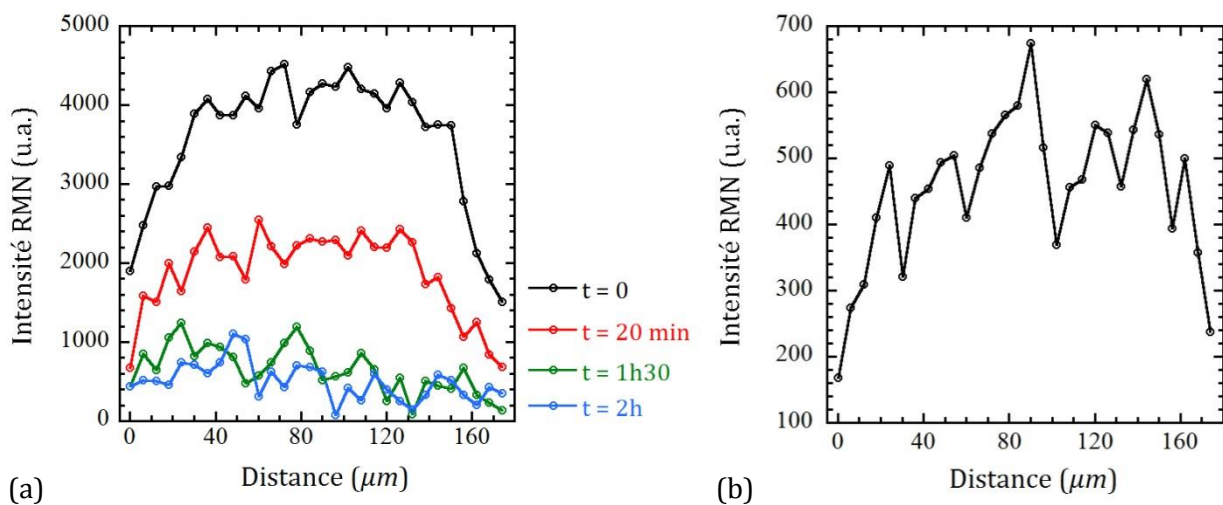 5000
4000
3000
2000
1000
0
Intensité RMN (u.a.)
0
40
80
120
160
Distance (µm)
(a)
t = 0
t = 20 min
t = 1h30
t = 2h
700
600
500
400
300
200
100
Intensité RMN (u.a.)
0
40
80
120
160
Distance (µm)
(b)